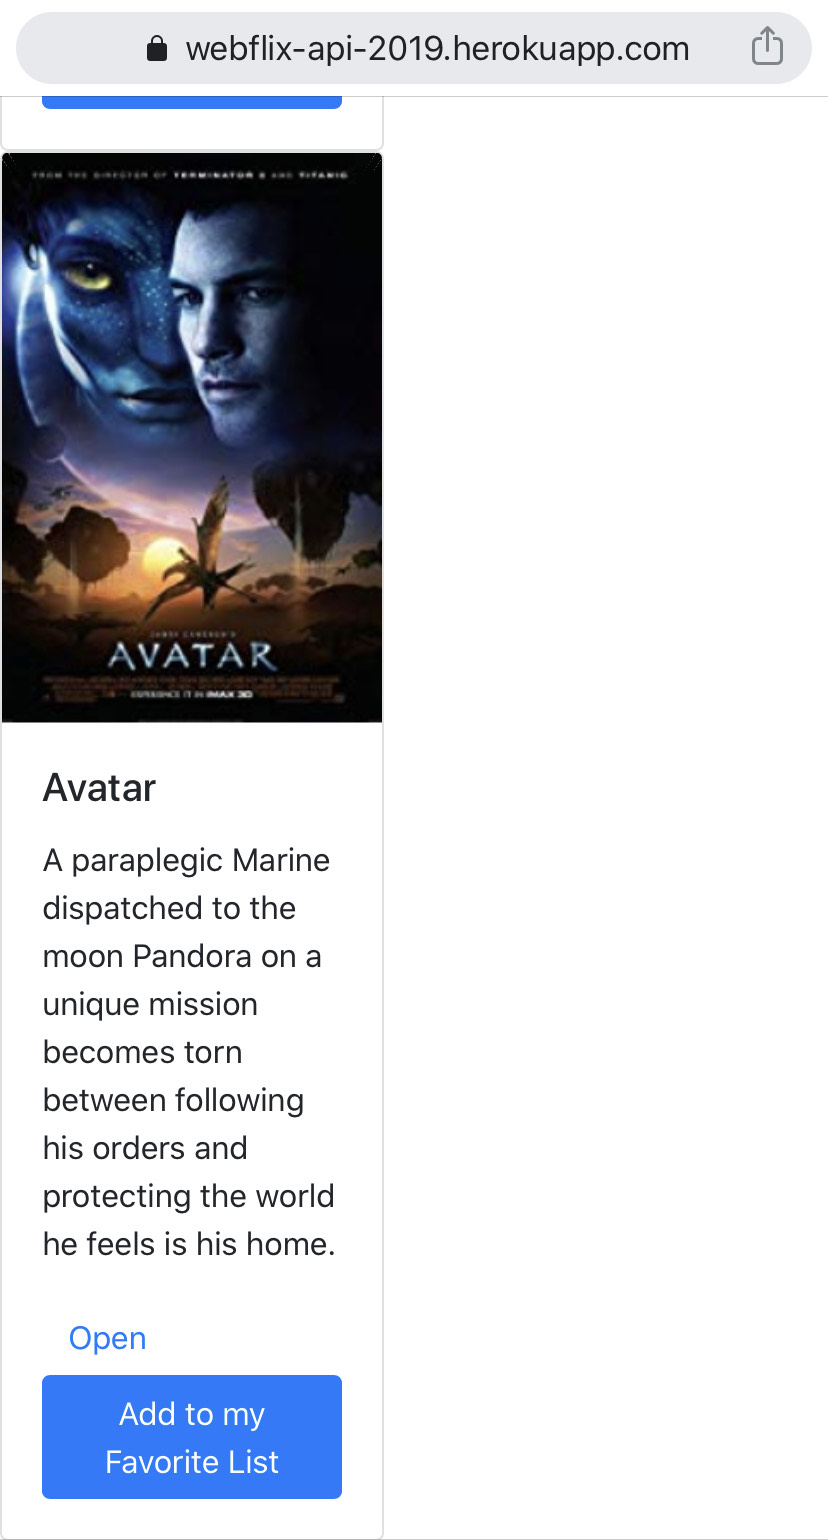 webflix-api-2019.herokuapp.com
FROM THE DIRECTOR OF TERMINATOR 2 AND TITANIC
JAMES CAMERON'S
AVATAR
EXPERIENCE IT IN IMAX 3D
Avatar
A paraplegic Marine
dispatched to the
moon Pandora on a
unique mission
becomes torn
between following
his orders and
protecting the world
he feels is his home.
Open
Add to my
Favorite List